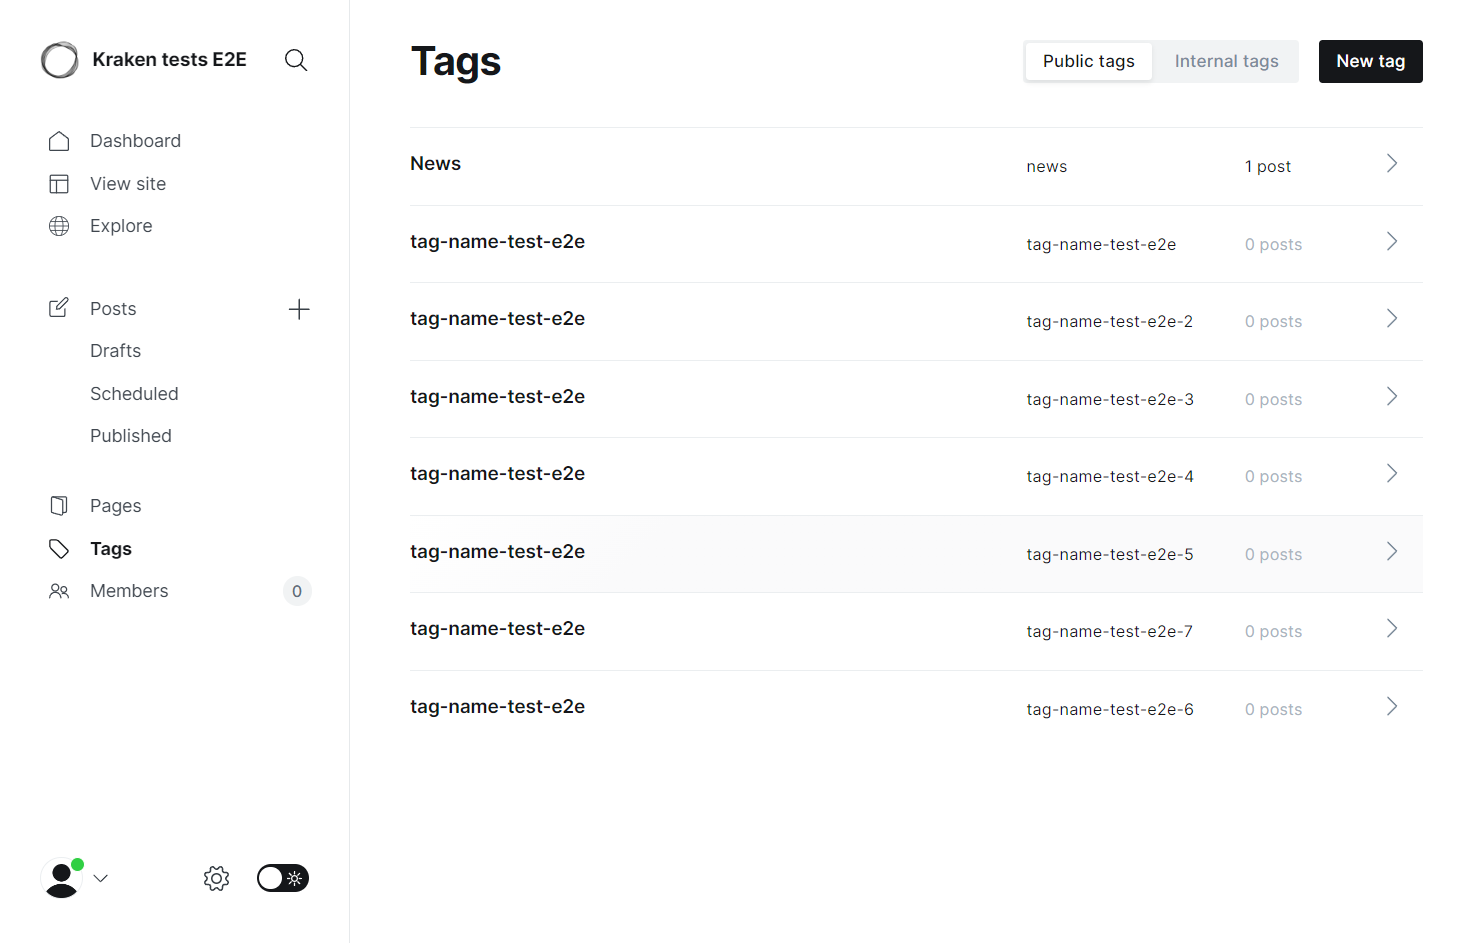 Kraken tests E2E
Dashboard
View site
Explore
Posts
Drafts
Scheduled
Published
Pages
Tags
Members 0
Tags
Public tags Internal tags New tag
News news 1 post
tag-name-test-e2e tag-name-test-e2e 0 posts
tag-name-test-e2e tag-name-test-e2e-2 0 posts
tag-name-test-e2e tag-name-test-e2e-3 0 posts
tag-name-test-e2e tag-name-test-e2e-4 0 posts
tag-name-test-e2e tag-name-test-e2e-5 0 posts
tag-name-test-e2e tag-name-test-e2e-7 0 posts
tag-name-test-e2e tag-name-test-e2e-6 0 posts